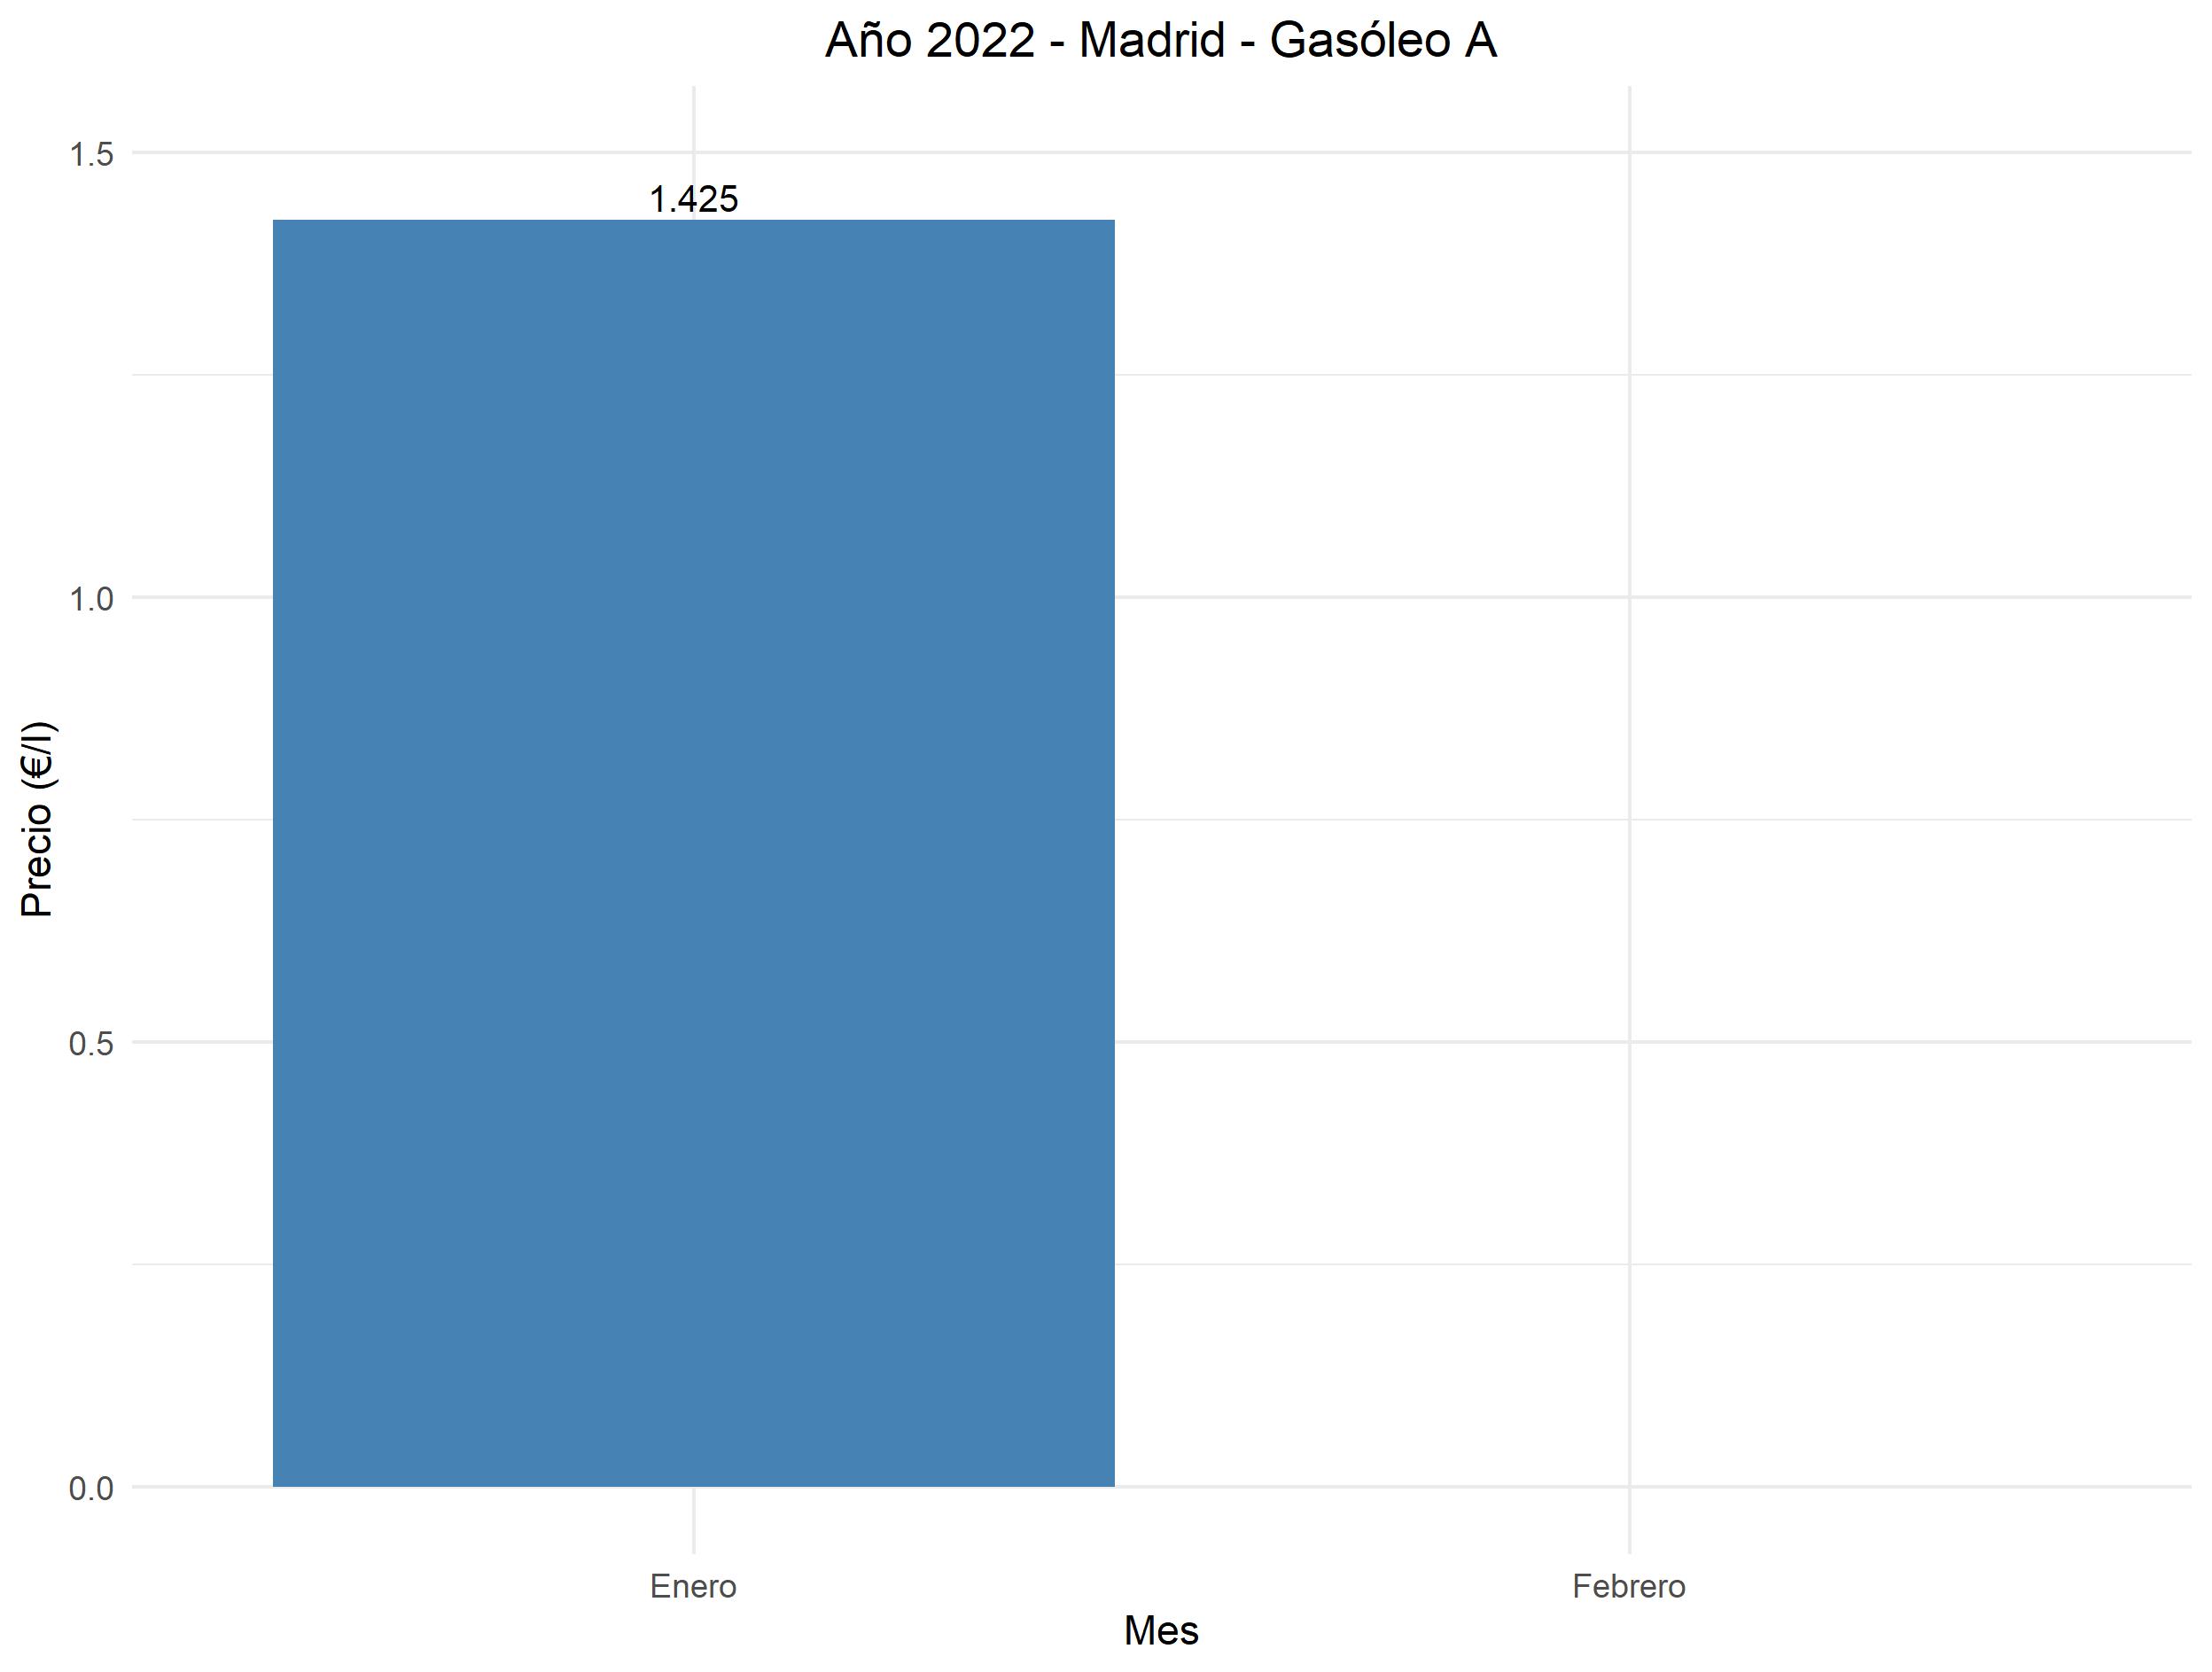 Año 2022 - Madrid - Gasóleo A
1.5
1.425
1.0
Precio (€/l)
0.5
0.0
Enero
Febrero
Mes